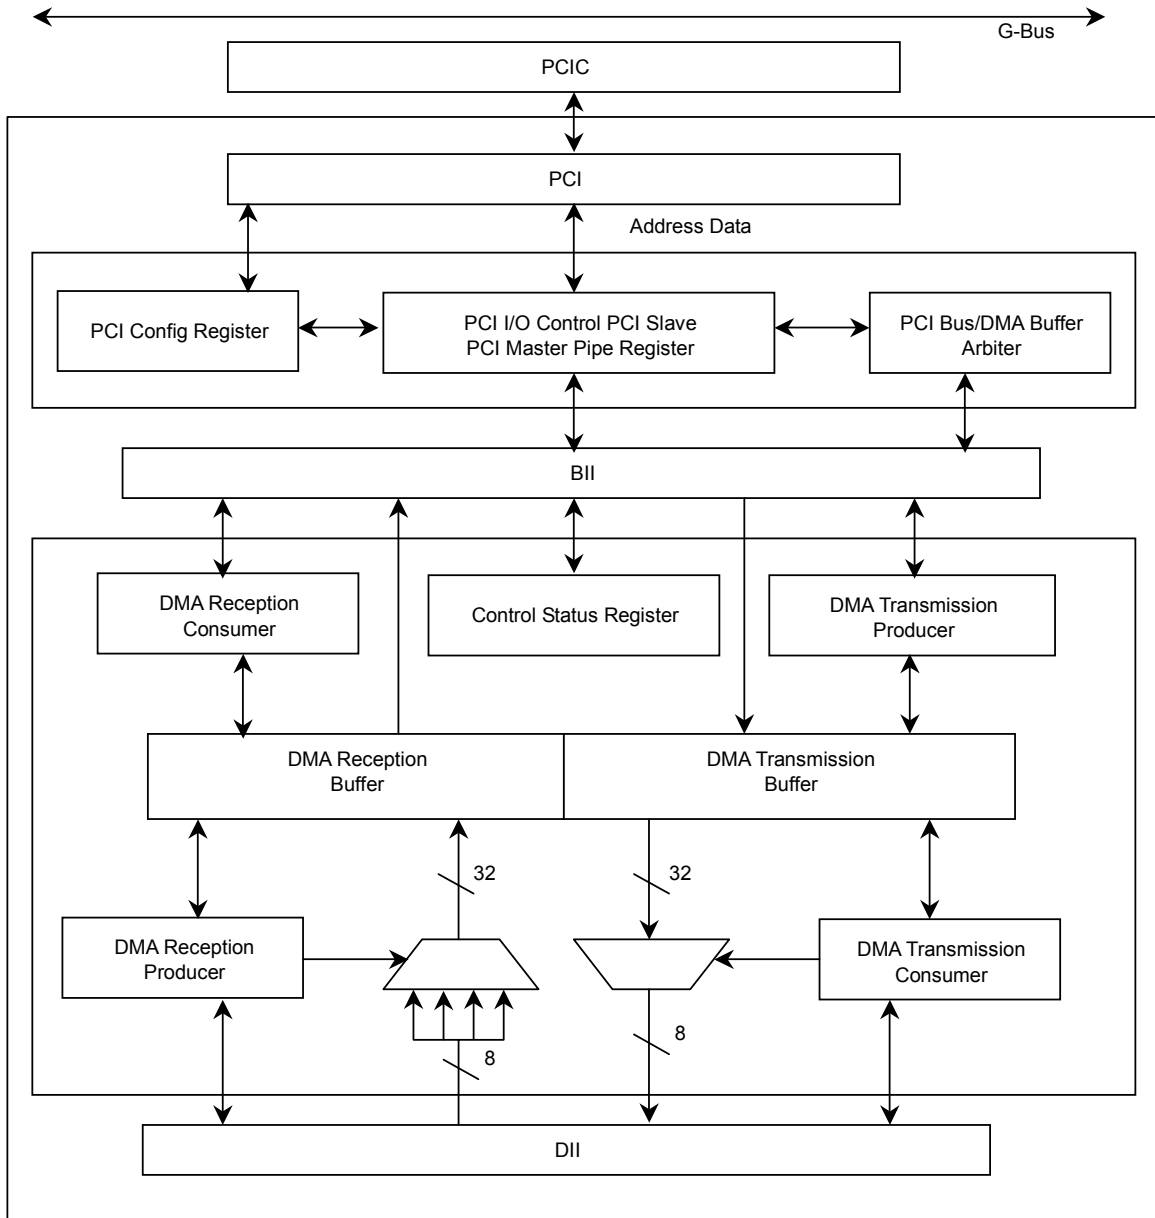 G-Bus
PCIC
PCI
Address Data
PCI Config Register
PCI I/O Control PCI Slave
PCI Master Pipe Register
PCI Bus/DMA Buffer
Arbiter
BII
DMA Reception
Consumer
Control Status Register
DMA Transmission
Producer
DMA Reception
Buffer
DMA Transmission
Buffer
32
32
DMA Reception
Producer
DMA Transmission
Consumer
8
8
DII